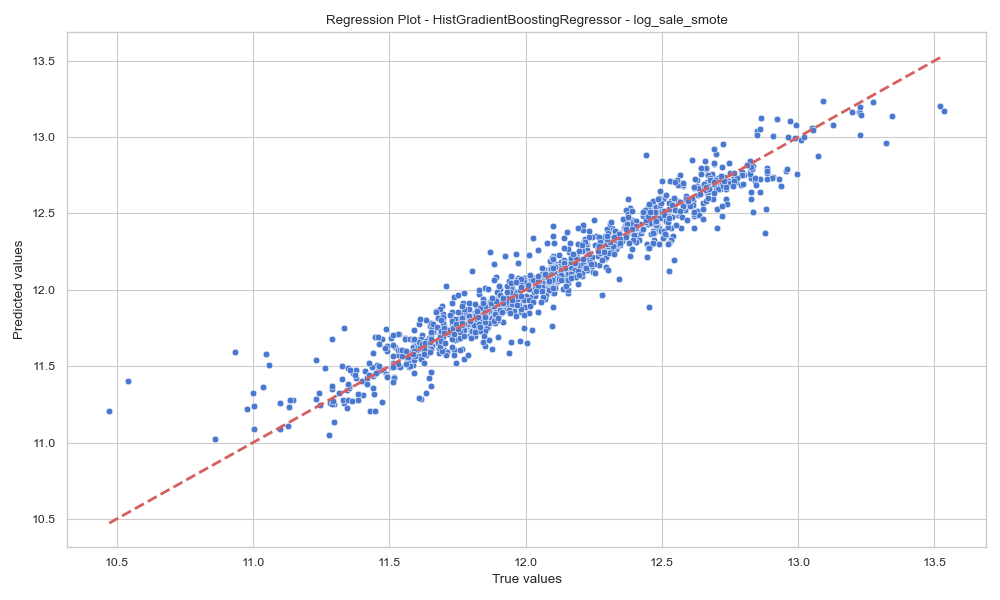 Regression Plot - HistGradientBoostingRegressor - log_sale_smote
Predicted values
13.5
13.0
12.5
12.0
11.5
11.0
10.5
10.5 11.0 11.5 12.0 12.5 13.0 13.5
True values